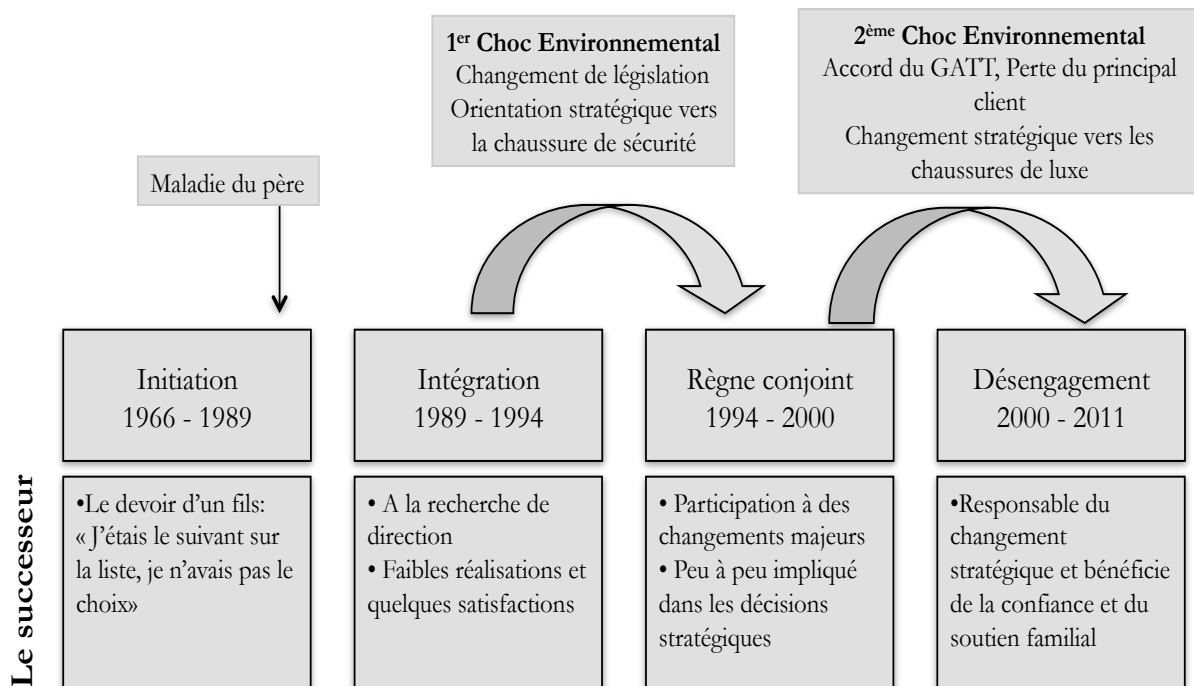 1er Choc Environnemental
Changement de législation
Orientation stratégique vers
la chaussure de sécurité
2ème Choc Environnemental
Accord du GATT, Perte du principal
client
Changement stratégique vers les
chaussures de luxe
Maladie du père
Initiation
1966 - 1989
Intégration
1989 - 1994
Règne conjoint
1994 - 2000
Désengagement
2000 - 2011
Le successeur
•Le devoir d'un fils:
« J'étais le suivant sur
la liste, je n'avais pas le
choix»
• A la recherche de
direction
• Faibles réalisations et
quelques satisfactions
• Participation à des
changements majeurs
• Peu à peu impliqué
dans les décisions
stratégiques
•Responsable du
changement
stratégique et bénéficie
de la confiance et du
soutien familial